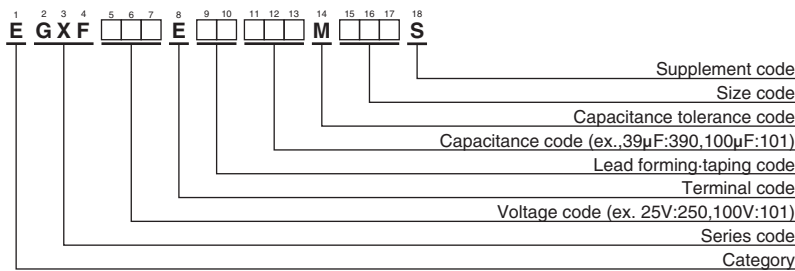 1 2 3 4 5 6 7 8 9 10 11 12 13 14 15 16 17 18
E G X F E M S
Supplement code
Size code
Capacitance tolerance code
Capacitance code (ex.,39μF:390,100μF:101)
Lead forming·taping code
Terminal code
Voltage code (ex. 25V:250,100V:101)
Series code
Category